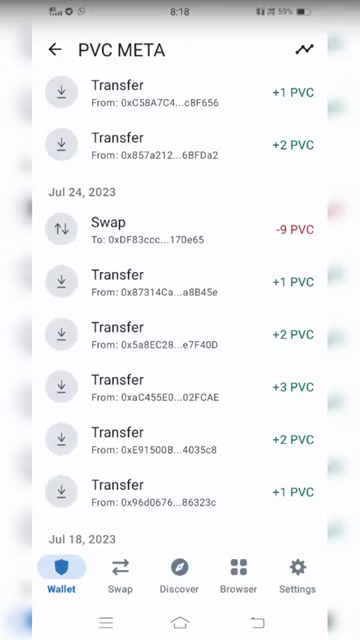 8:18
59%
PVC META
Transfer
+1 PVC
From: 0xC58A7C4...c8F656
Transfer
+2 PVC
From: 0x857a212...6BFDa2
Jul 24, 2023
Swap
-9 PVC
To: 0xDF83ccc...170e65
Transfer
+1 PVC
From: 0x87314Ca...a8B45e
Transfer
+2 PVC
From: 0x5a8EC28...e7F40D
Transfer
+3 PVC
From: 0xaC455E0...02FCAE
Transfer
+2 PVC
From: 0xE91500B...4035c8
Transfer
+1 PVC
From: 0x96d0676...86323c
Jul 18, 2023
Wallet
Swap
Discover
Browser
Settings